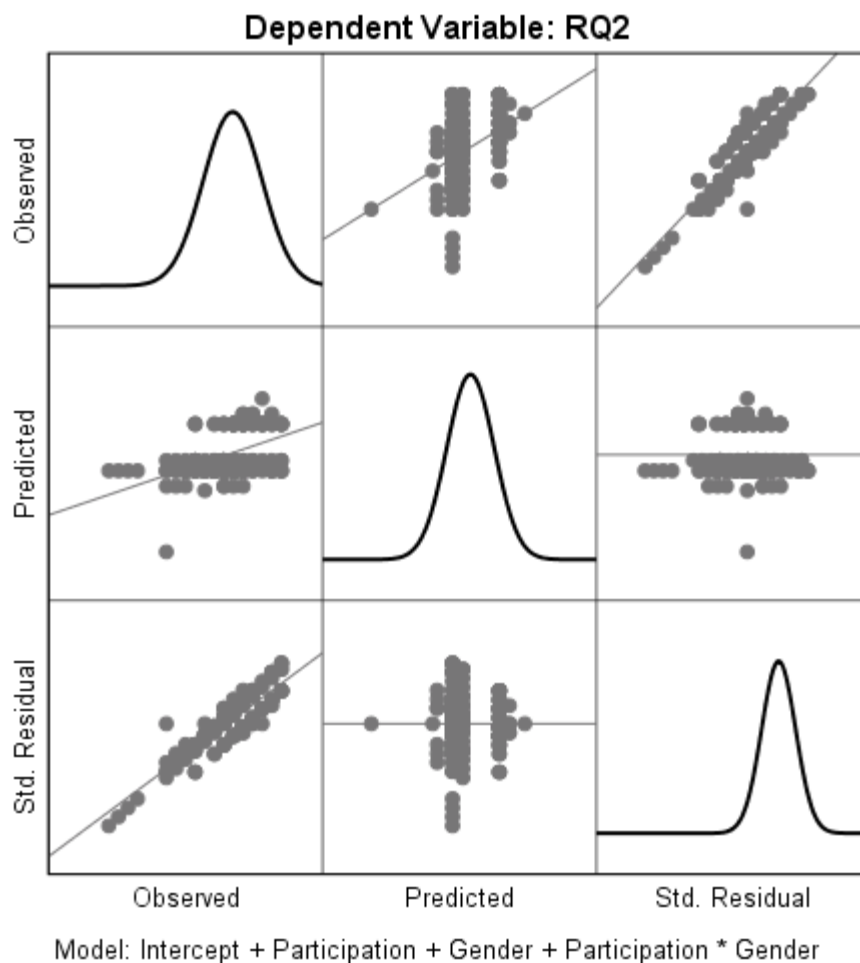 Dependent Variable: RQ2
Observed
Predicted
Std. Residual
Observed Predicted Std. Residual
Model: Intercept + Participation + Gender + Participation * Gender